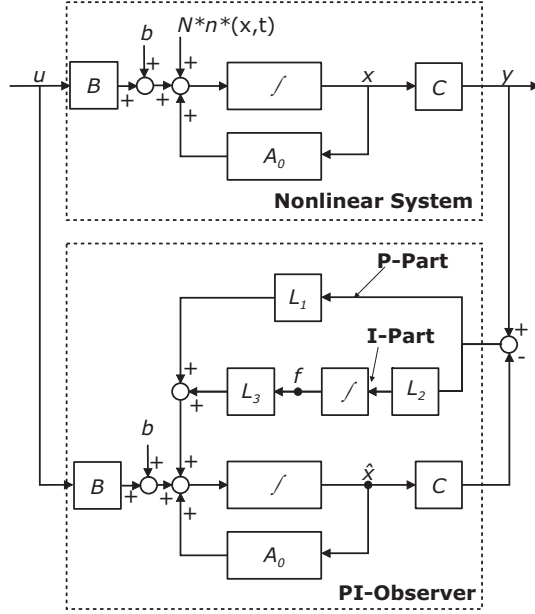 N*n*(x,t)
b
u
B
+
+
+
+
+
∫
x
C
y
A₀
Nonlinear System
P-Part
L₁
I-Part
+
-
f
L₃
∫
L₂
+
+
b
B
+
+
+
+
+
∫
x̂
C
A₀
PI-Observer